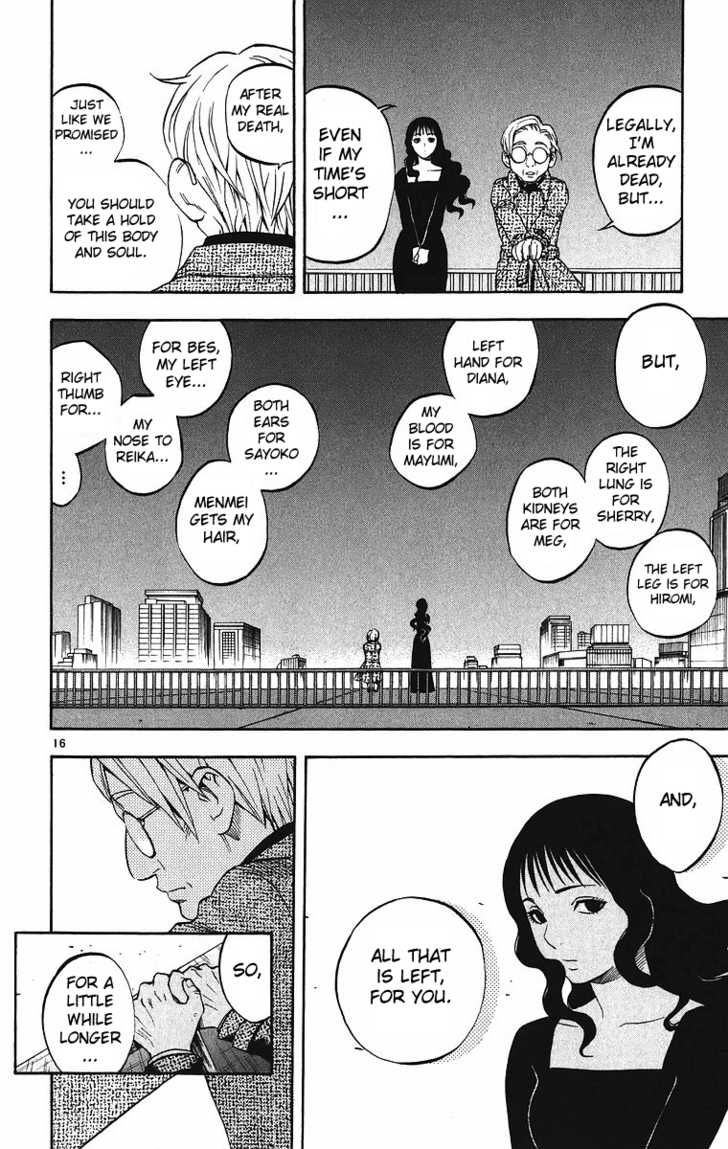 LEGALLY,
I'M
ALREADY
DEAD,
BUT...
EVEN
IF MY
TIME'S
SHORT
...
AFTER
MY REAL
DEATH,
JUST
LIKE WE
PROMISED
...
YOU SHOULD
TAKE A HOLD
OF THIS BODY
AND SOUL.
BUT,
THE
RIGHT
LUNG IS
FOR
SHERRY,
THE LEFT
LEG IS FOR
HIROMI,
BOTH
KIDNEYS
ARE FOR
MEG,
LEFT
HAND FOR
DIANA,
MY
BLOOD
IS FOR
MAYUMI,
BOTH
EARS
FOR
SAYOKO
...
MENMEI
GETS MY
HAIR,
FOR BES,
MY LEFT
EYE...
MY
NOSE TO
REIKA...
RIGHT
THUMB
FOR...
...
16
AND,
ALL THAT
IS LEFT,
FOR YOU.
SO,
FOR A
LITTLE
WHILE
LONGER
...